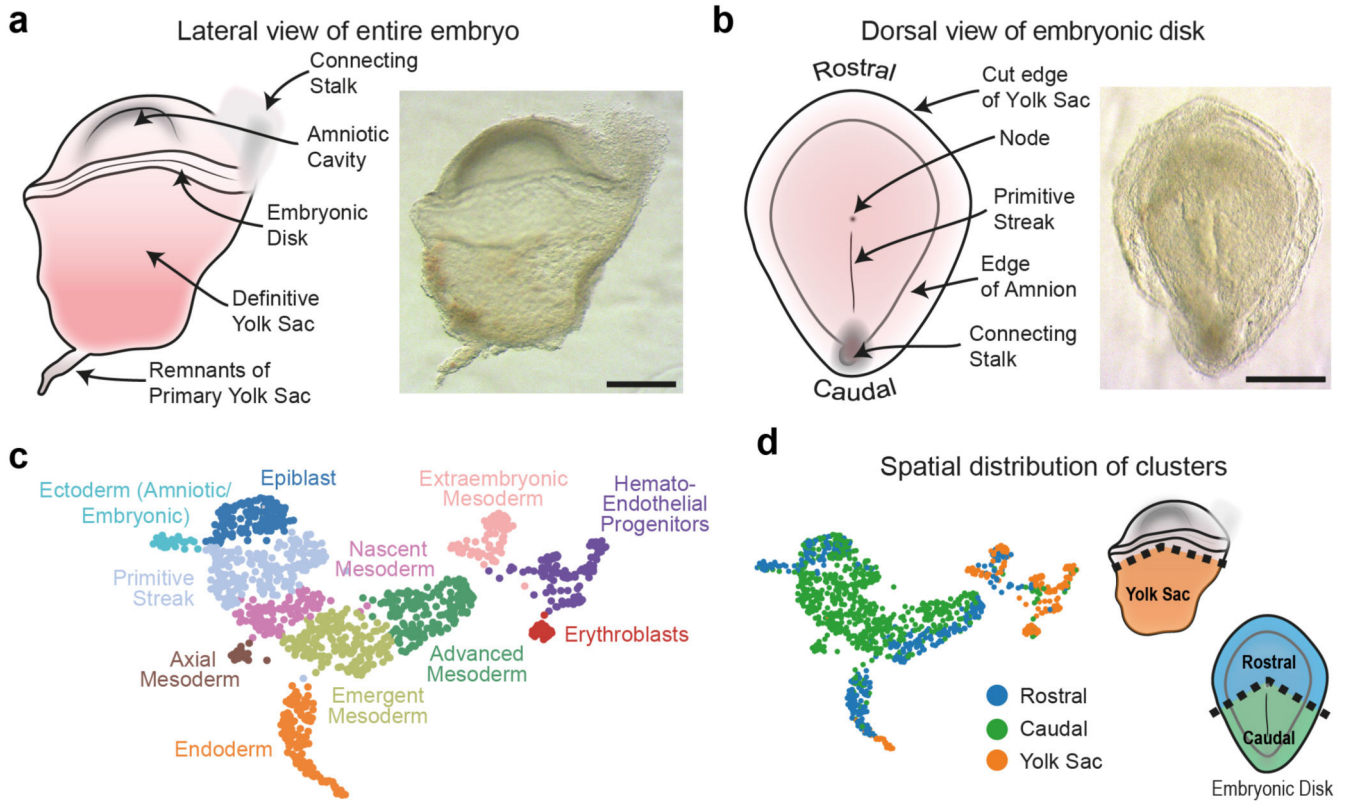 a
Lateral view of entire embryo
Connecting
Stalk
Amniotic
Cavity
Embryonic
Disk
Definitive
Yolk Sac
Remnants of
Primary Yolk Sac
b
Dorsal view of embryonic disk
Rostral
Cut edge
of Yolk Sac
Node
Primitive
Streak
Edge
of Amnion
Connecting
Stalk
Caudal
c
Epiblast
Ectoderm (Amniotic/
Embryonic)
Primitive
Streak
Nascent
Mesoderm
Extraembryonic
Mesoderm
Hemato-
Endothelial
Progenitors
Erythroblasts
Axial
Mesoderm
Advanced
Mesoderm
Emergent
Mesoderm
Endoderm
d
Spatial distribution of clusters
Yolk Sac
Rostral
Caudal
Yolk Sac
Rostral
Caudal
Embryonic Disk